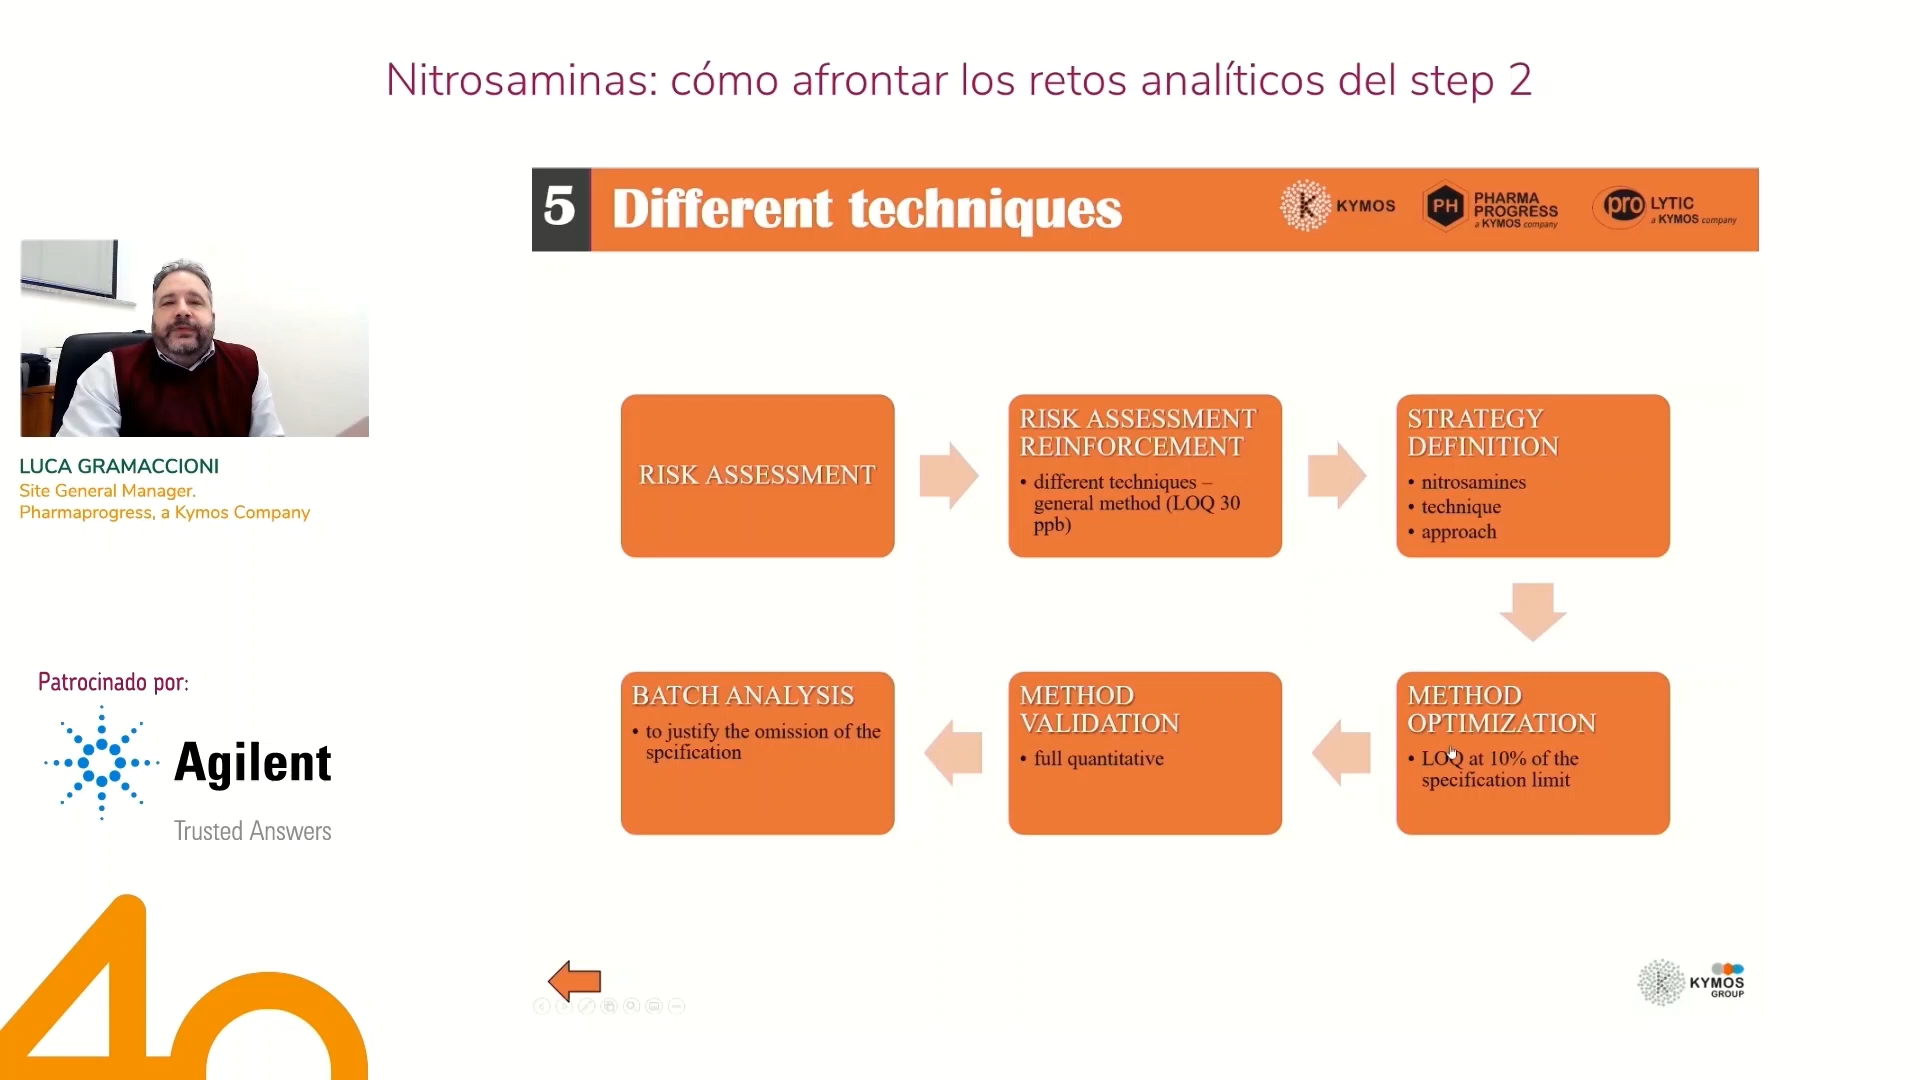 Nitrosaminas: cómo afrontar los retos analíticos del step 2
5 Different techniques
K KYMOS
PH PHARMA
PROGRESS
a KYMOS company
pro LYTIC
a KYMOS company
LUCA GRAMACCIONI
Site General Manager.
Pharmaprogress, a Kymos Company
Patrocinado por:
Agilent
Trusted Answers
40
RISK ASSESSMENT
RISK ASSESSMENT
REINFORCEMENT
• different techniques –
general method (LOQ 30
ppb)
STRATEGY
DEFINITION
• nitrosamines
• technique
• approach
METHOD
OPTIMIZATION
• LOQ at 10% of the
specification limit
METHOD
VALIDATION
• full quantitative
BATCH ANALYSIS
• to justify the omission of the
spcification
K KYMOS
GROUP